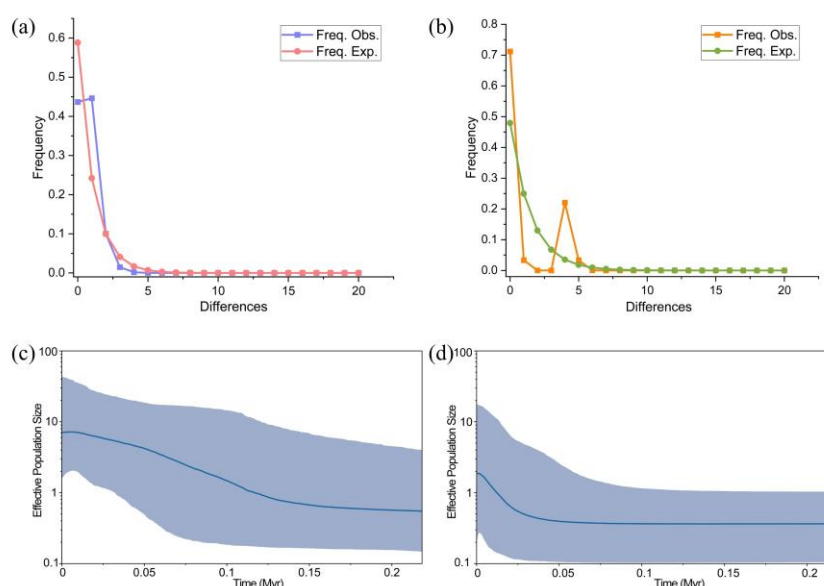 (a)
Freq. Obs.
Freq. Exp.
Frequency
0.6
0.5
0.4
0.3
0.2
0.1
0.0
0 5 10 15 20
Differences
(b)
Freq. Obs.
Freq. Exp.
Frequency
0.8
0.7
0.6
0.5
0.4
0.3
0.2
0.1
0.0
0 5 10 15 20
Differences
(c)
Effective Population Size
100
10
1
0.1
0 0.05 0.1 0.15 0.2
Time (Myr)
(d)
Effective Population Size
100
10
1
0.1
0 0.05 0.1 0.15 0.2
Time (Myr)